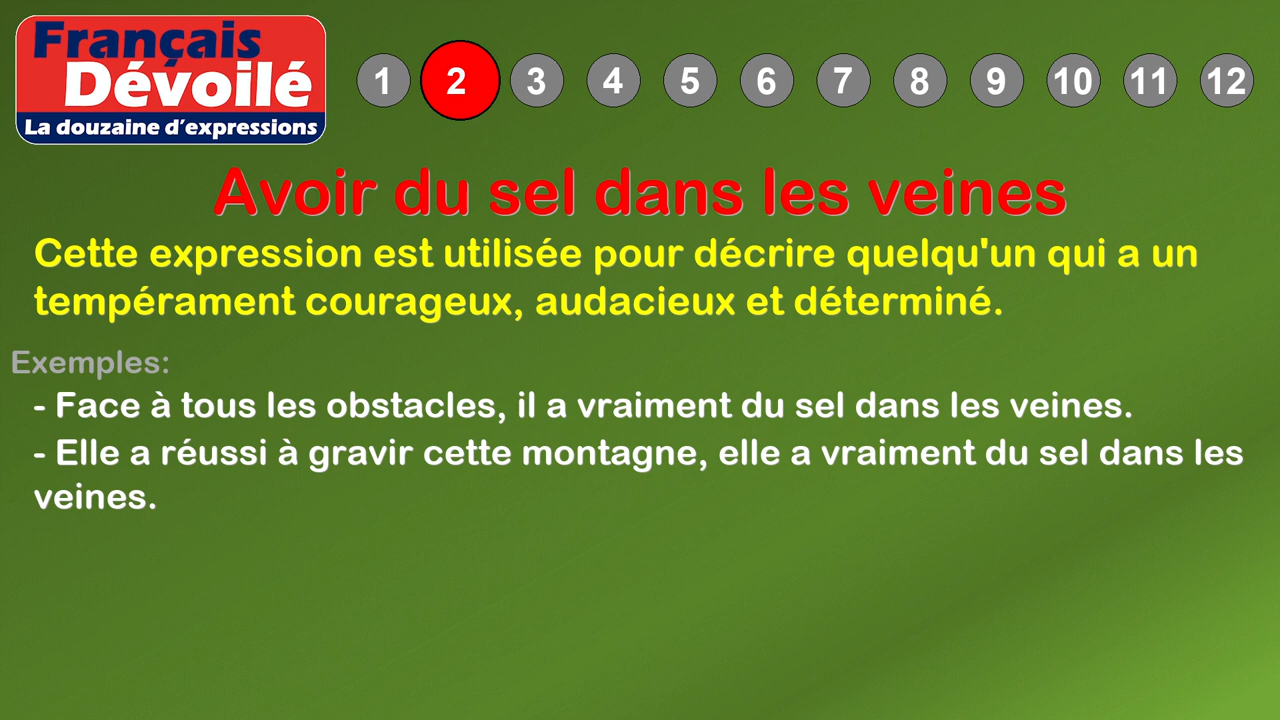 Français
Dévoilé
La douzaine d'expressions
1 2 3 4 5 6 7 8 9 10 11 12
Avoir du sel dans les veines
Cette expression est utilisée pour décrire quelqu'un qui a un
tempérament courageux, audacieux et déterminé.
Exemples:
- Face à tous les obstacles, il a vraiment du sel dans les veines.
- Elle a réussi à gravir cette montagne, elle a vraiment du sel dans les
veines.